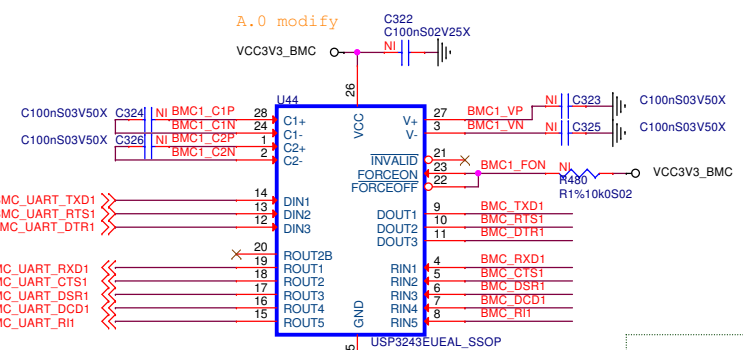 A.0 modify
C322
C100nS02V25X
VCC3V3_BMC
NI
26
U44
C100nS03V50X
C324
NI
BMC1_C1P
28
C1+
BMC1_C1N
24
C1-
C100nS03V50X
C326
NI
BMC1_C2P
1
C2+
BMC1_C2N
2
C2-
VCC
V+
27
BMC1_VP
NI
C323
C100nS03V50X
V-
3
BMC1_VN
NI
C325
C100nS03V50X
INVALID
21
FORCEON
23
BMC1_FON
NI
VCC3V3_BMC
FORCEOFF
22
R480
R1%10k0S02
MC_UART_TXD1
14
DIN1
MC_UART_RTS1
13
DIN2
MC_UART_DTR1
12
DIN3
DOUT1
9
BMC_TXD1
DOUT2
10
BMC_RTS1
DOUT3
11
BMC_DTR1
20
ROUT2B
MC_UART_RXD1
19
ROUT1
MC_UART_CTS1
18
ROUT2
MC_UART_DSR1
17
ROUT3
MC_UART_DCD1
16
ROUT4
MC_UART_RI1
15
ROUT5
RIN1
4
BMC_RXD1
RIN2
5
BMC_CTS1
RIN3
6
BMC_DSR1
RIN4
7
BMC_DCD1
RIN5
8
BMC_RI1
GND
USP3243EUEAL_SSOP